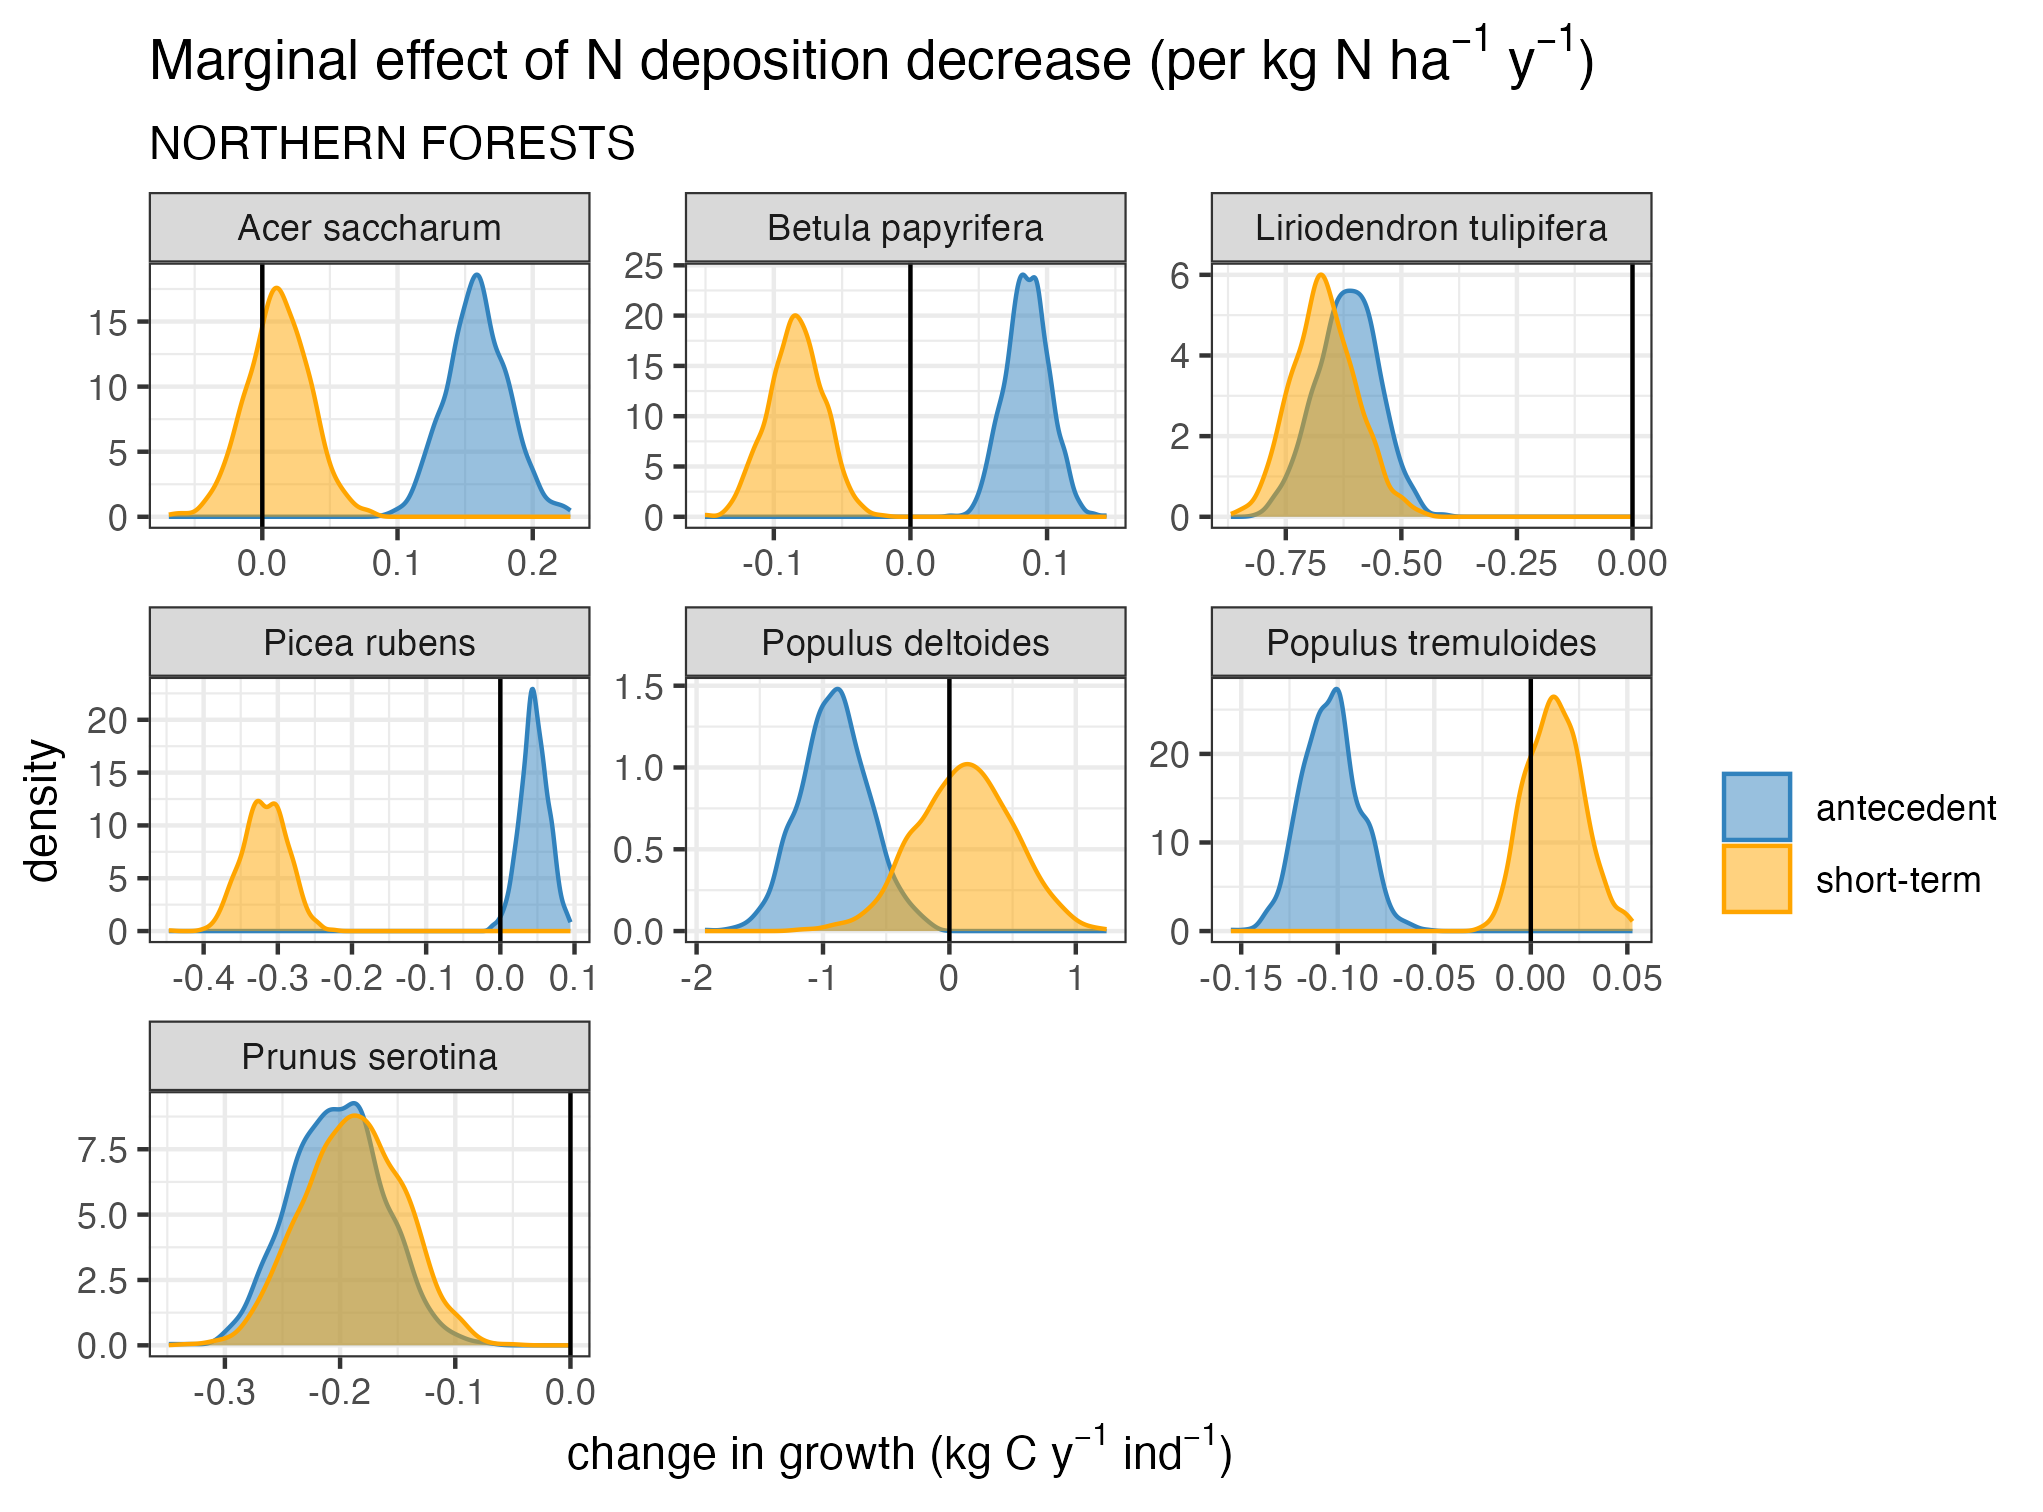 Marginal effect of N deposition decrease (per kg N ha⁻¹ y⁻¹)
NORTHERN FORESTS
Acer saccharum
Betula papyrifera
Liriodendron tulipifera
15
10
5
0
0.0 0.1 0.2
25
20
15
10
5
0
-0.1 0.0 0.1
6
4
2
0
-0.75 -0.50 -0.25 0.00
Picea rubens
Populus deltoides
Populus tremuloides
20
15
10
5
0
-0.4 -0.3 -0.2 -0.1 0.0 0.1
1.5
1.0
0.5
0.0
-2 -1 0 1
20
10
0
-0.15 -0.10 -0.05 0.00 0.05
Prunus serotina
7.5
5.0
2.5
0.0
-0.3 -0.2 -0.1 0.0
density
change in growth (kg C y⁻¹ ind⁻¹)
antecedent
short-term